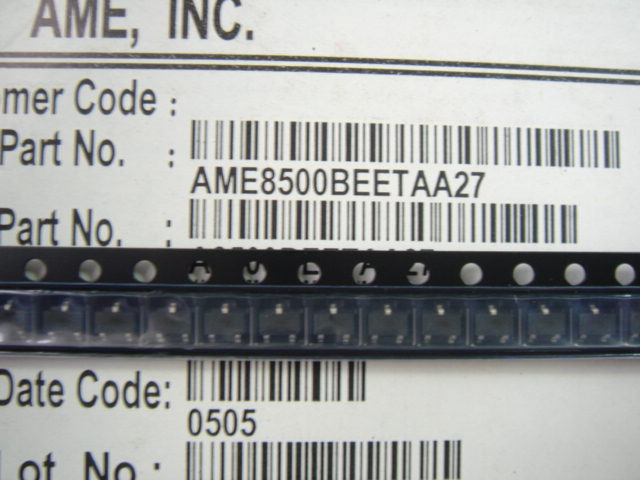 AME, INC.
mer Code :
Part No. :
AME8500BEETAA27
Part No. :
Date Code:
0505
Lot No :